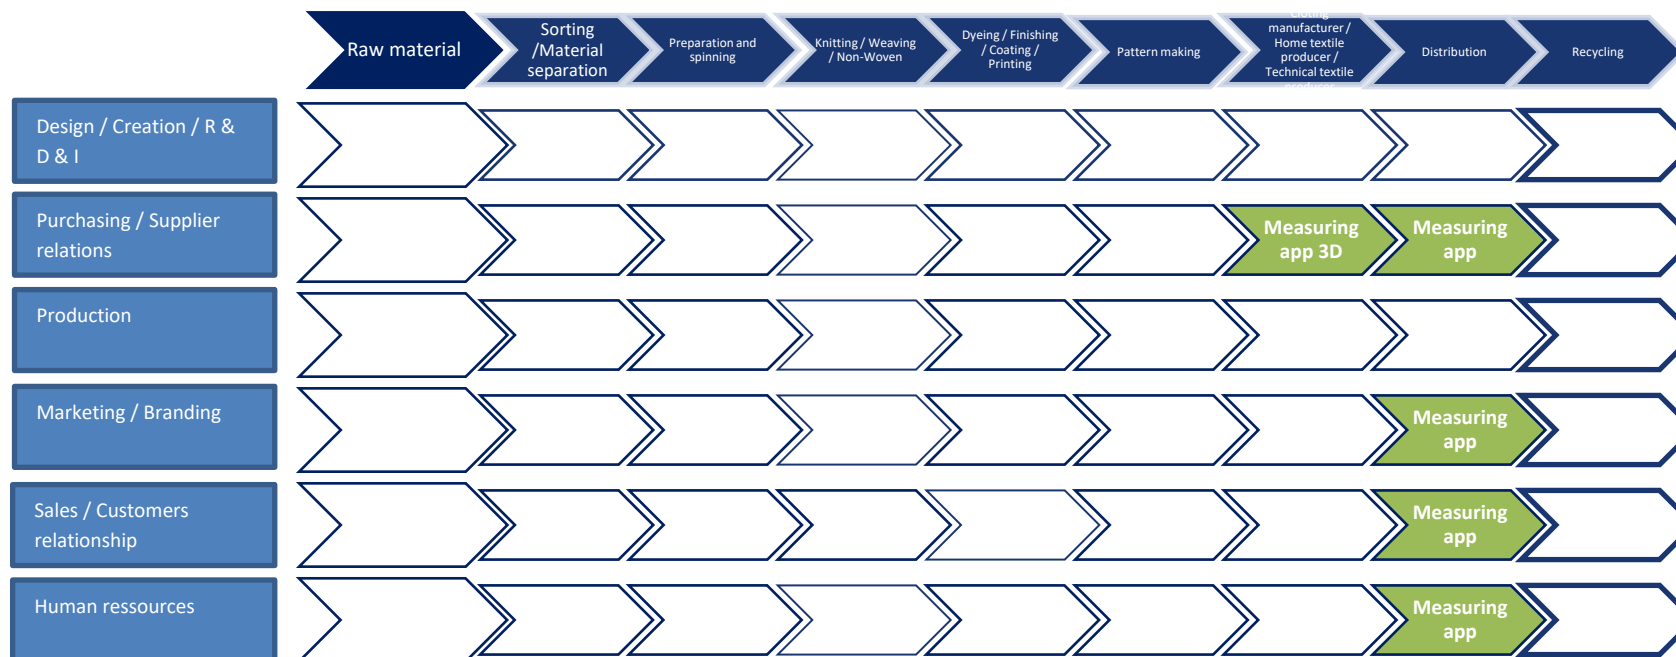 Raw material
Sorting
/Material
separation
Preparation and
spinning
Knitting / Weaving
/ Non-Woven
Dyeing / Finishing
/ Coating /
Printing
Pattern making
manufacturer /
Home textile
producer /
Technical textile
producer
Distribution
Recycling
Design / Creation / R &
D & I
Purchasing / Supplier
relations
Measuring
app 3D
Measuring
app
Production
Marketing / Branding
Measuring
app
Sales / Customers
relationship
Measuring
app
Human ressources
Measuring
app